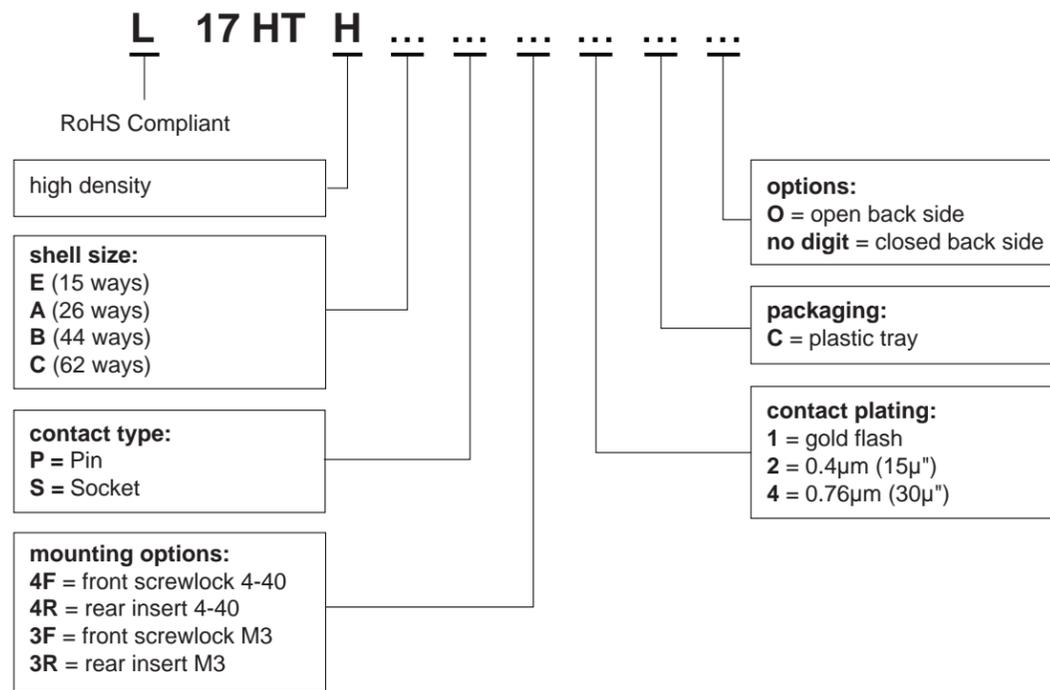 L 17 HT H ... ... ... ... ... ...
RoHS Compliant
high density
shell size:
E (15 ways)
A (26 ways)
B (44 ways)
C (62 ways)
contact type:
P = Pin
S = Socket
mounting options:
4F = front screwlock 4-40
4R = rear insert 4-40
3F = front screwlock M3
3R = rear insert M3
options:
O = open back side
no digit = closed back side
packaging:
C = plastic tray
contact plating:
1 = gold flash
2 = 0.4µm (15µ")
4 = 0.76µm (30µ")